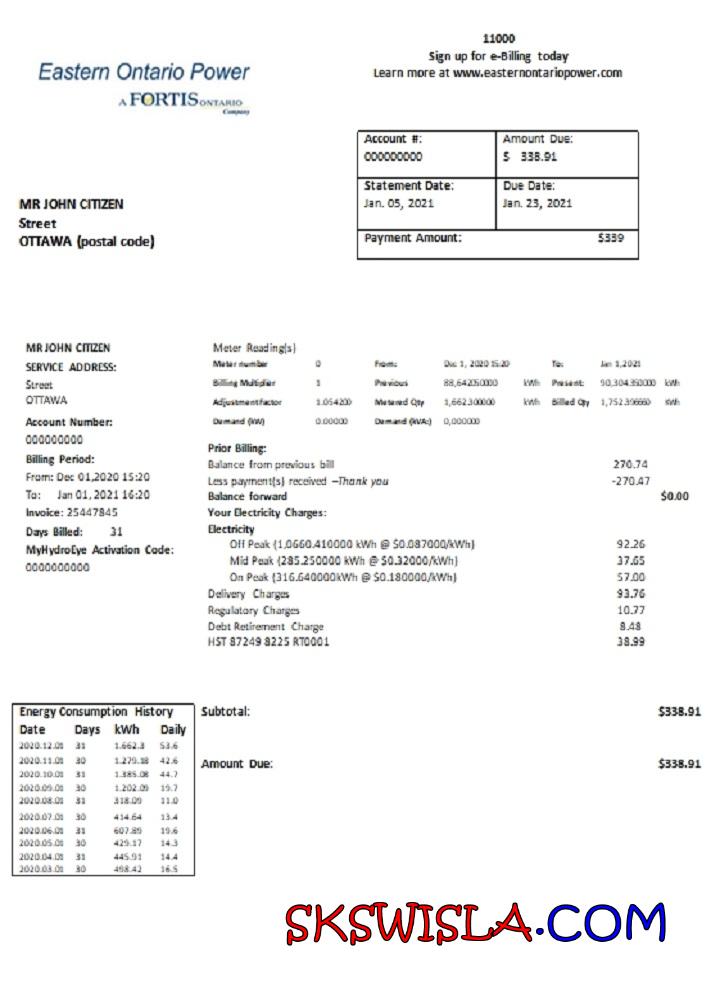 11000
Sign up for e-Billing today
Learn more at www.easternontariopower.com
Eastern Ontario Power
A FORTIS ONTARIO
Company
Account #: Amount Due:
000000000 $ 338.91
Statement Date: Due Date:
Jan. 05, 2021 Jan. 23, 2021
Payment Amount: $339
MR JOHN CITIZEN
Street
OTTAWA (postal code)
MR JOHN CITIZEN
SERVICE ADDRESS:
Street
OTTAWA
Account Number:
000000000
Billing Period:
From: Dec 01,2020 15:20
To: Jan 01, 2021 16:20
Invoice: 25447845
Days Billed: 31
MyHydroEye Activation Code:
0000000000
Meter Reading(s)
Meter number 0 From: Dec 1, 2020 15:20 To: Jan 1,2021
Billing Multiplier 1 Previous 88,642050000 kWh Present: 90,304.350000 kWh
Adjustment factor 1.054200 Metered Qty 1,662.300000 kWh Billed Qty 1,752.396660 kWh
Demand (kW) 0.00000 Demand (kVA:) 0,000000
Prior Billing:
Balance from previous bill 270.74
Less payment(s) received –Thank you -270.47
Balance forward $0.00
Your Electricity Charges:
Electricity
Off Peak (1,0660.410000 kWh @ $0.087000/kWh) 92.26
Mid Peak (285.250000 kWh @ $0.32000/kWh) 37.65
On Peak (316.640000kWh @ $0.180000/kWh) 57.00
Delivery Charges 93.76
Regulatory Charges 10.77
Debt Retirement Charge 8.48
HST 87249 8225 RT0001 38.99
Energy Consumption History
Date Days kWh Daily
2020.12.01 31 1.662.3 53.6
2020.11.01 30 1.279.18 42.6
2020.10.01 31 1.385.08 44.7
2020.09.01 30 1.202.09 19.7
2020.08.01 31 318.09 11.0
2020.07.01 30 414.64 13.4
2020.06.01 31 607.89 19.6
2020.05.01 30 429.17 14.3
2020.04.01 31 445.91 14.4
2020.03.01 30 498.42 16.5
Subtotal: $338.91
Amount Due: $338.91
SKSWISLA.COM